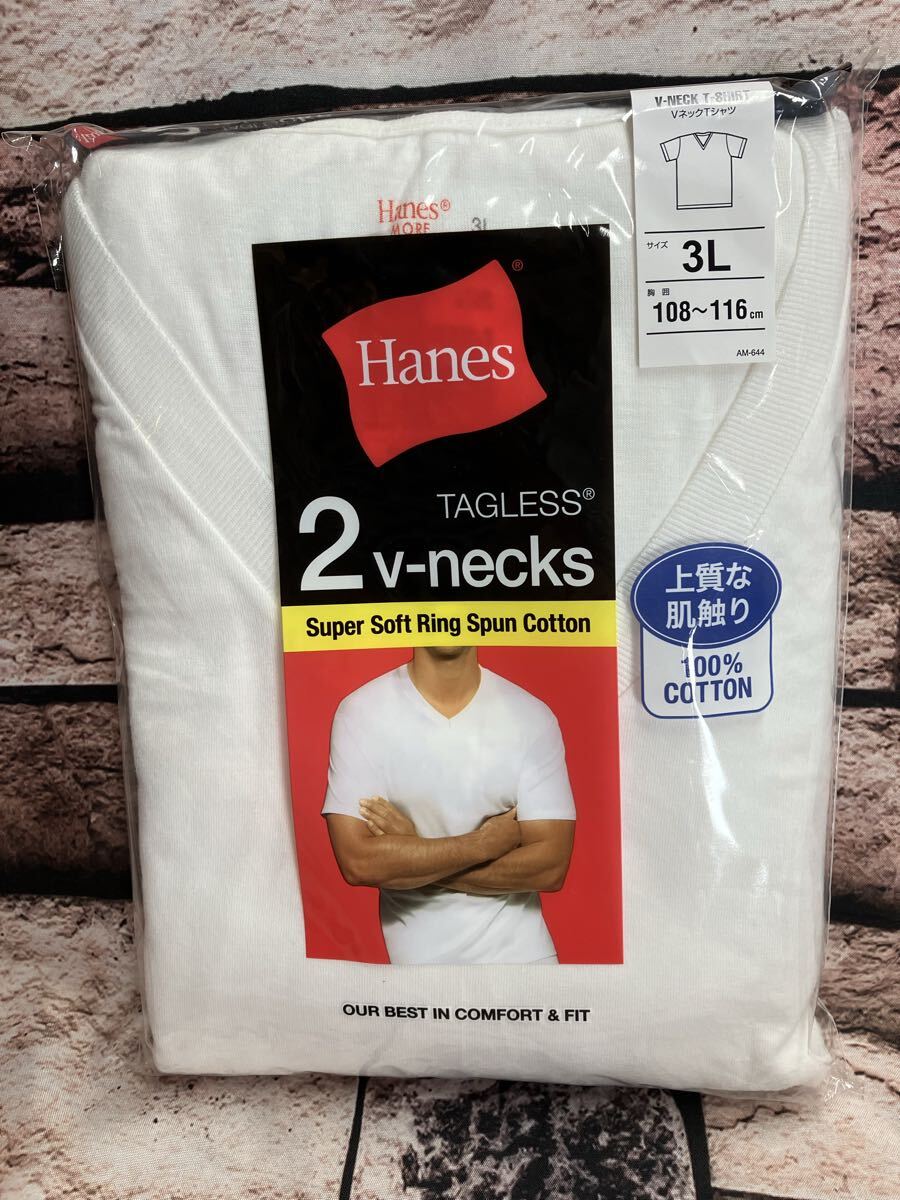 V-NECK T-SHIRT
VネックTシャツ
サイズ
3L
胸囲
108〜116cm
AM-644
Hanes®
MORE
3L
Hanes®
TAGLESS®
2 v-necks
Super Soft Ring Spun Cotton
上質な
肌触り
100%
COTTON
OUR BEST IN COMFORT & FIT